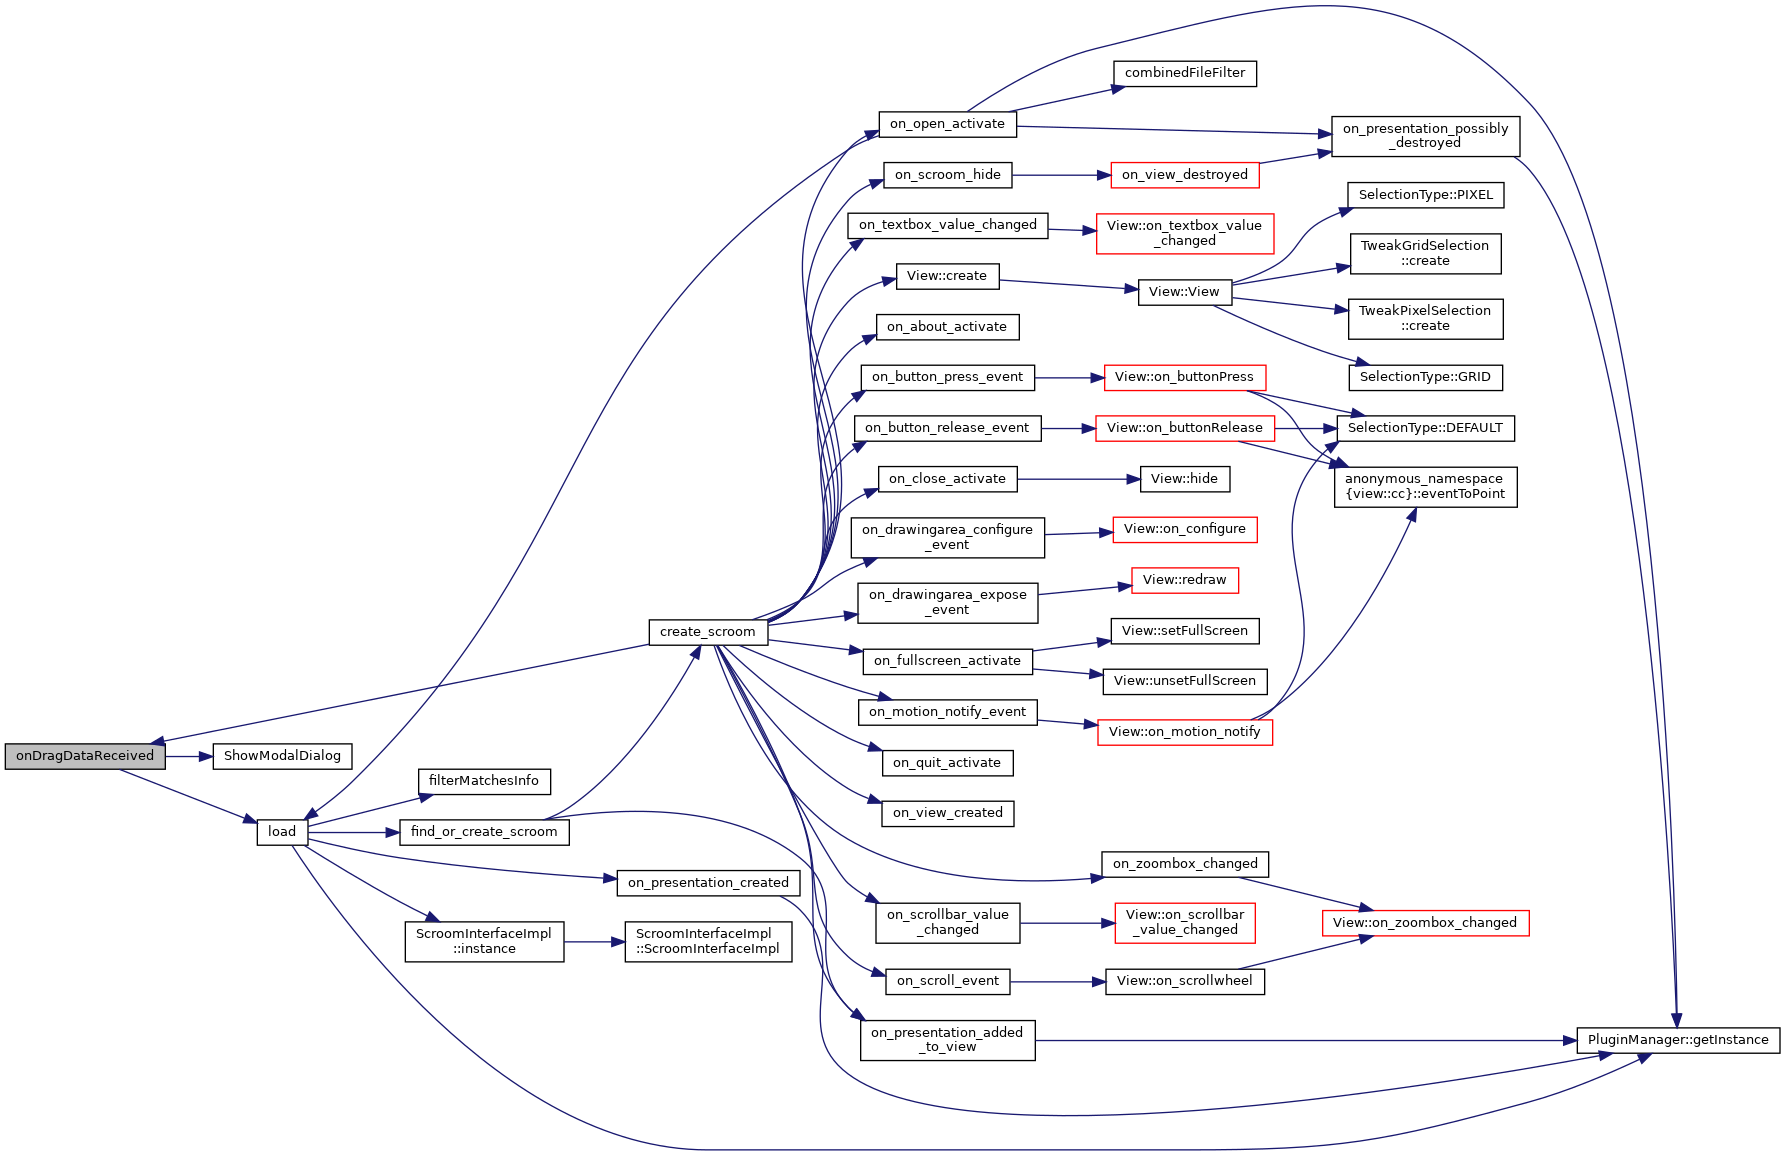 onDragDataReceived
ShowModalDialog
load
filterMatchesInfo
find_or_create_scroom
on_presentation_created
ScroomInterfaceImpl
::instance
ScroomInterfaceImpl
::ScroomInterfaceImpl
create_scroom
on_open_activate
on_scroom_hide
on_textbox_value_changed
View::create
on_about_activate
on_button_press_event
on_button_release_event
on_close_activate
on_drawingarea_configure
_event
on_drawingarea_expose
_event
on_fullscreen_activate
on_motion_notify_event
on_quit_activate
on_view_created
on_scrollbar_value
_changed
on_scroll_event
on_presentation_added
_to_view
combinedFileFilter
on_view_destroyed
View::on_textbox_value
_changed
View::View
View::on_buttonPress
View::on_buttonRelease
View::hide
View::on_configure
View::redraw
View::setFullScreen
View::unsetFullScreen
View::on_motion_notify
on_zoombox_changed
View::on_scrollbar
_value_changed
View::on_scrollwheel
on_presentation_possibly
_destroyed
SelectionType::PIXEL
TweakGridSelection
::create
TweakPixelSelection
::create
SelectionType::GRID
SelectionType::DEFAULT
anonymous_namespace
{view::cc}::eventToPoint
View::on_zoombox_changed
PluginManager::getInstance